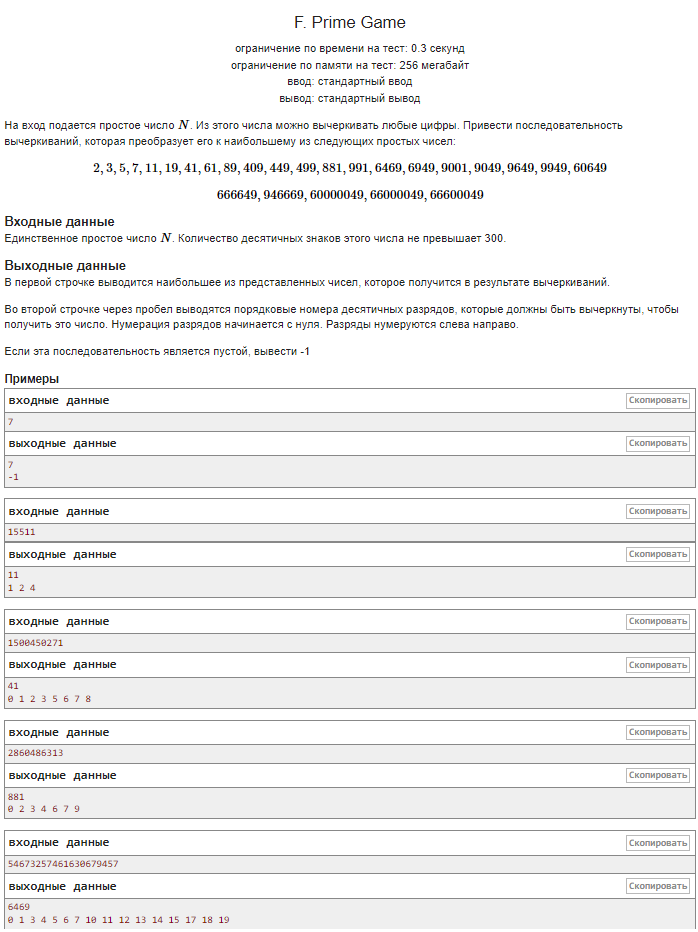 F. Prime Game
ограничение по времени на тест: 0.3 секунд
ограничение по памяти на тест: 256 мегабайт
ввод: стандартный ввод
вывод: стандартный вывод
На вход подается простое число N. Из этого числа можно вычеркивать любые цифры. Привести последовательность
вычеркиваний, которая преобразует его к наибольшему из следующих простых чисел:
2, 3, 5, 7, 11, 19, 41, 61, 89, 409, 449, 499, 881, 991, 6469, 6949, 9001, 9049, 9649, 9949, 60649
666649, 946669, 60000049, 66000049, 66600049
Входные данные
Единственное простое число N. Количество десятичных знаков этого числа не превышает 300.
Выходные данные
В первой строчке выводится наибольшее из представленных чисел, которое получится в результате вычеркиваний.
Во второй строчке через пробел выводятся порядковые номера десятичных разрядов, которые должны быть вычеркнуты, чтобы
получить это число. Нумерация разрядов начинается с нуля. Разряды нумеруются слева направо.
Если эта последовательность является пустой, вывести -1
Примеры
входные данные
Скопировать
7
выходные данные
Скопировать
7
-1
входные данные
Скопировать
15511
выходные данные
Скопировать
11
1 2 4
входные данные
Скопировать
1500450271
выходные данные
Скопировать
41
0 1 2 3 5 6 7 8
входные данные
Скопировать
2860486313
выходные данные
Скопировать
881
0 2 3 4 6 7 9
входные данные
Скопировать
54673257461630679457
выходные данные
Скопировать
6469
0 1 3 4 5 6 7 10 11 12 13 14 15 17 18 19